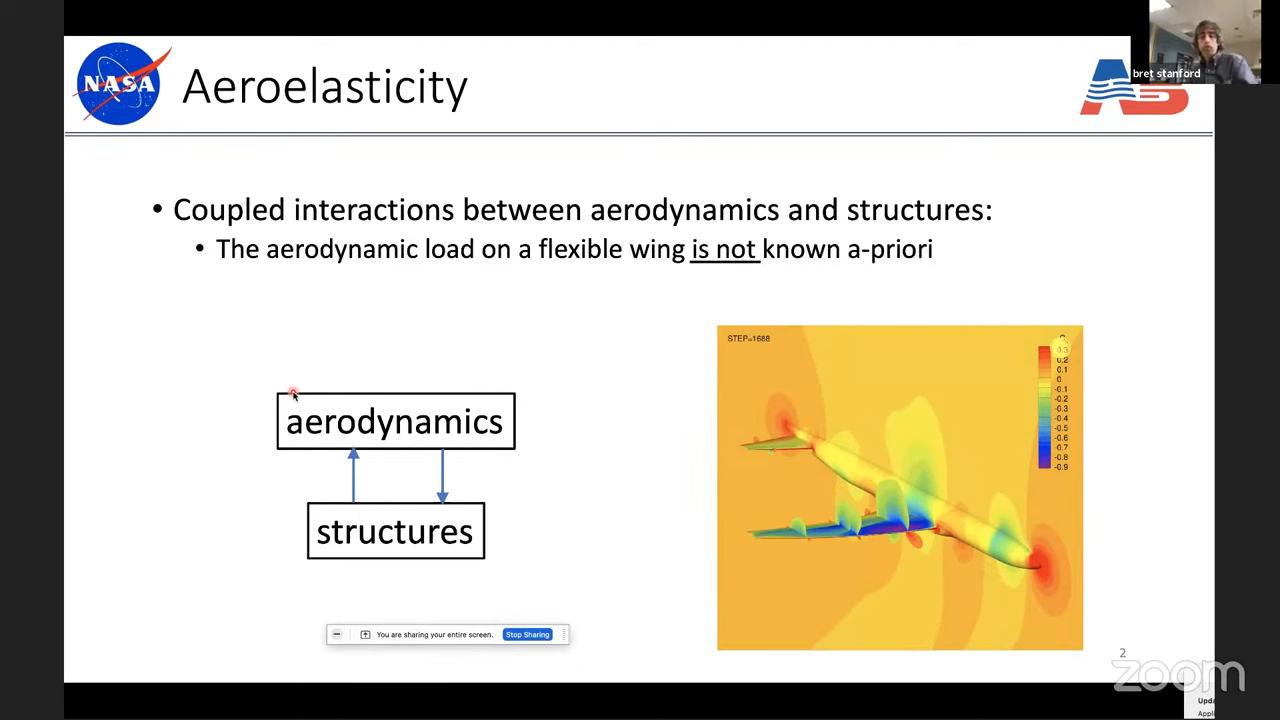 bret stanford
NASA
Aeroelasticity
• Coupled interactions between aerodynamics and structures:
• The aerodynamic load on a flexible wing is not known a-priori
STEP=1688
0.3
0.2
0.1
0
-0.1
-0.2
-0.3
-0.4
-0.5
-0.6
-0.7
-0.8
-0.9
aerodynamics
structures
You are sharing your entire screen.
Stop Sharing
2
zoom